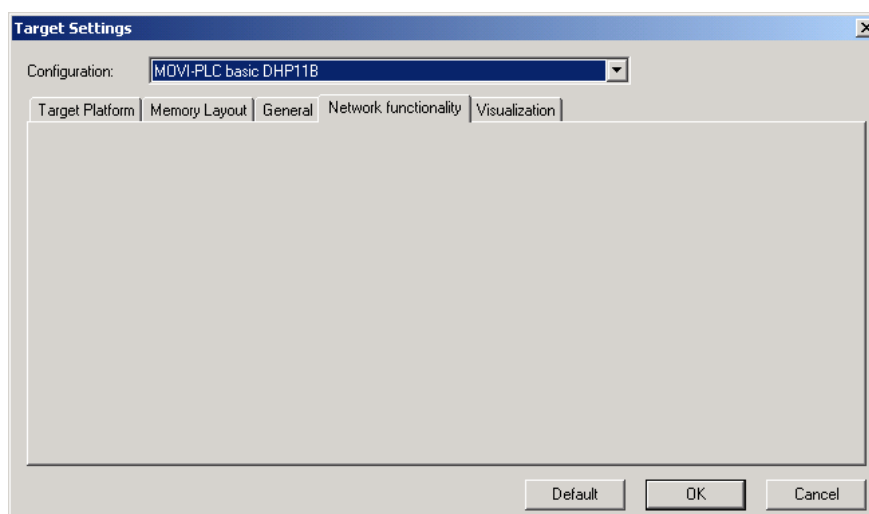 Target Settings
Configuration: MOVI-PLC basic DHP11B
Target Platform Memory Layout General Network functionality Visualization
Default OK Cancel